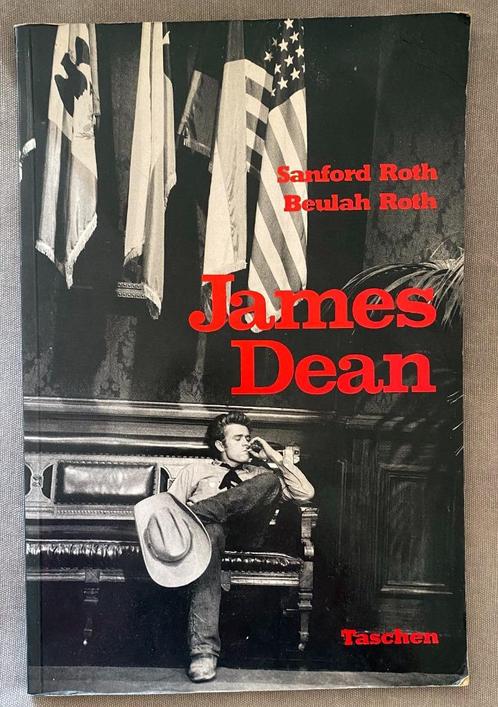 Sanford Roth
Beulah Roth
James
Dean
Taschen